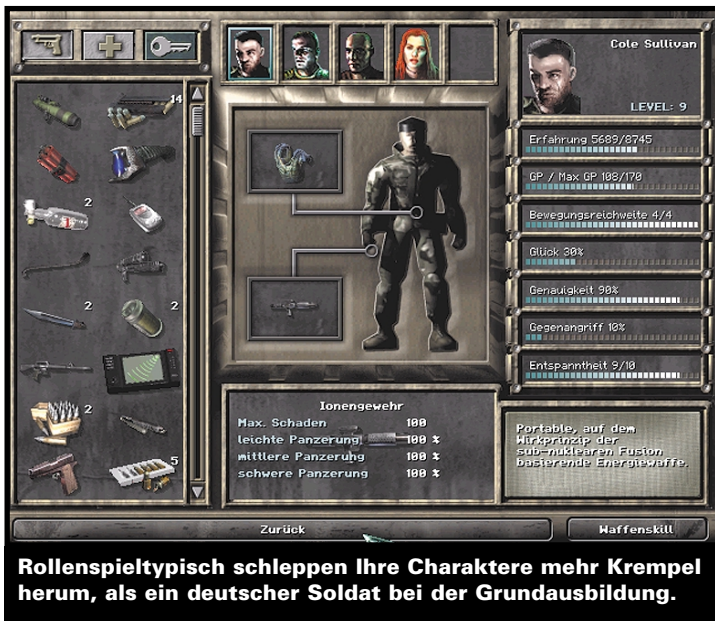 14
2
2
2
2
5
Cole Sullivan
LEVEL: 9
Erfahrung 5689/8745
GP / Max GP 108/170
Bewegungsreichweite 4/4
Glück 30%
Genauigkeit 90%
Gegenangriff 10%
Entspanntheit 9/10
Ionengewehr
Max. Schaden 100
leichte Panzerung 100 %
mittlere Panzerung 100 %
schwere Panzerung 100 %
Portable, auf dem
Wirkprinzip der
sub-nuklearen Fusion
basierende Energiewaffe.
Zurück
Waffenskill
Rollenspieltypisch schleppen Ihre Charaktere mehr Krempel
herum, als ein deutscher Soldat bei der Grundausbildung.